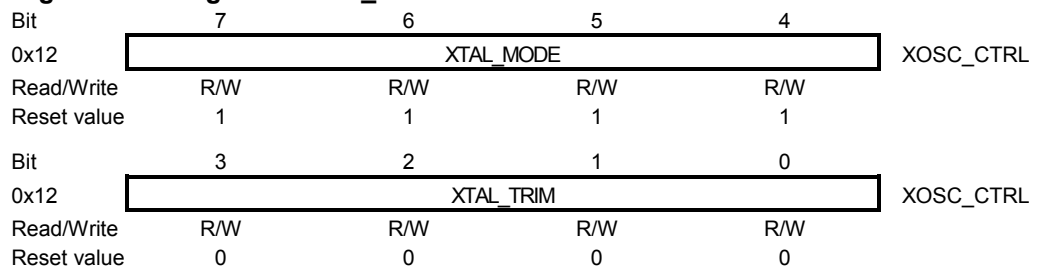 Bit 7 6 5 4
0x12 XTAL_MODE XOSC_CTRL
Read/Write R/W R/W R/W R/W
Reset value 1 1 1 1
Bit 3 2 1 0
0x12 XTAL_TRIM XOSC_CTRL
Read/Write R/W R/W R/W R/W
Reset value 0 0 0 0